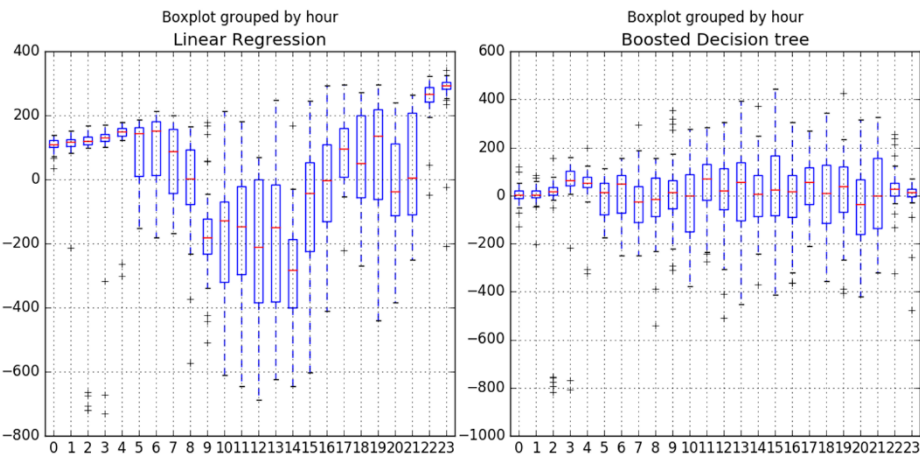 Boxplot grouped by hour
Linear Regression
400
200
0
−200
−400
−600
−800
0 1 2 3 4 5 6 7 8 9 10 11 12 13 14 15 16 17 18 19 20 21 22 23
Boxplot grouped by hour
Boosted Decision tree
600
400
200
0
−200
−400
−600
−800
−1000
0 1 2 3 4 5 6 7 8 9 10 11 12 13 14 15 16 17 18 19 20 21 22 23